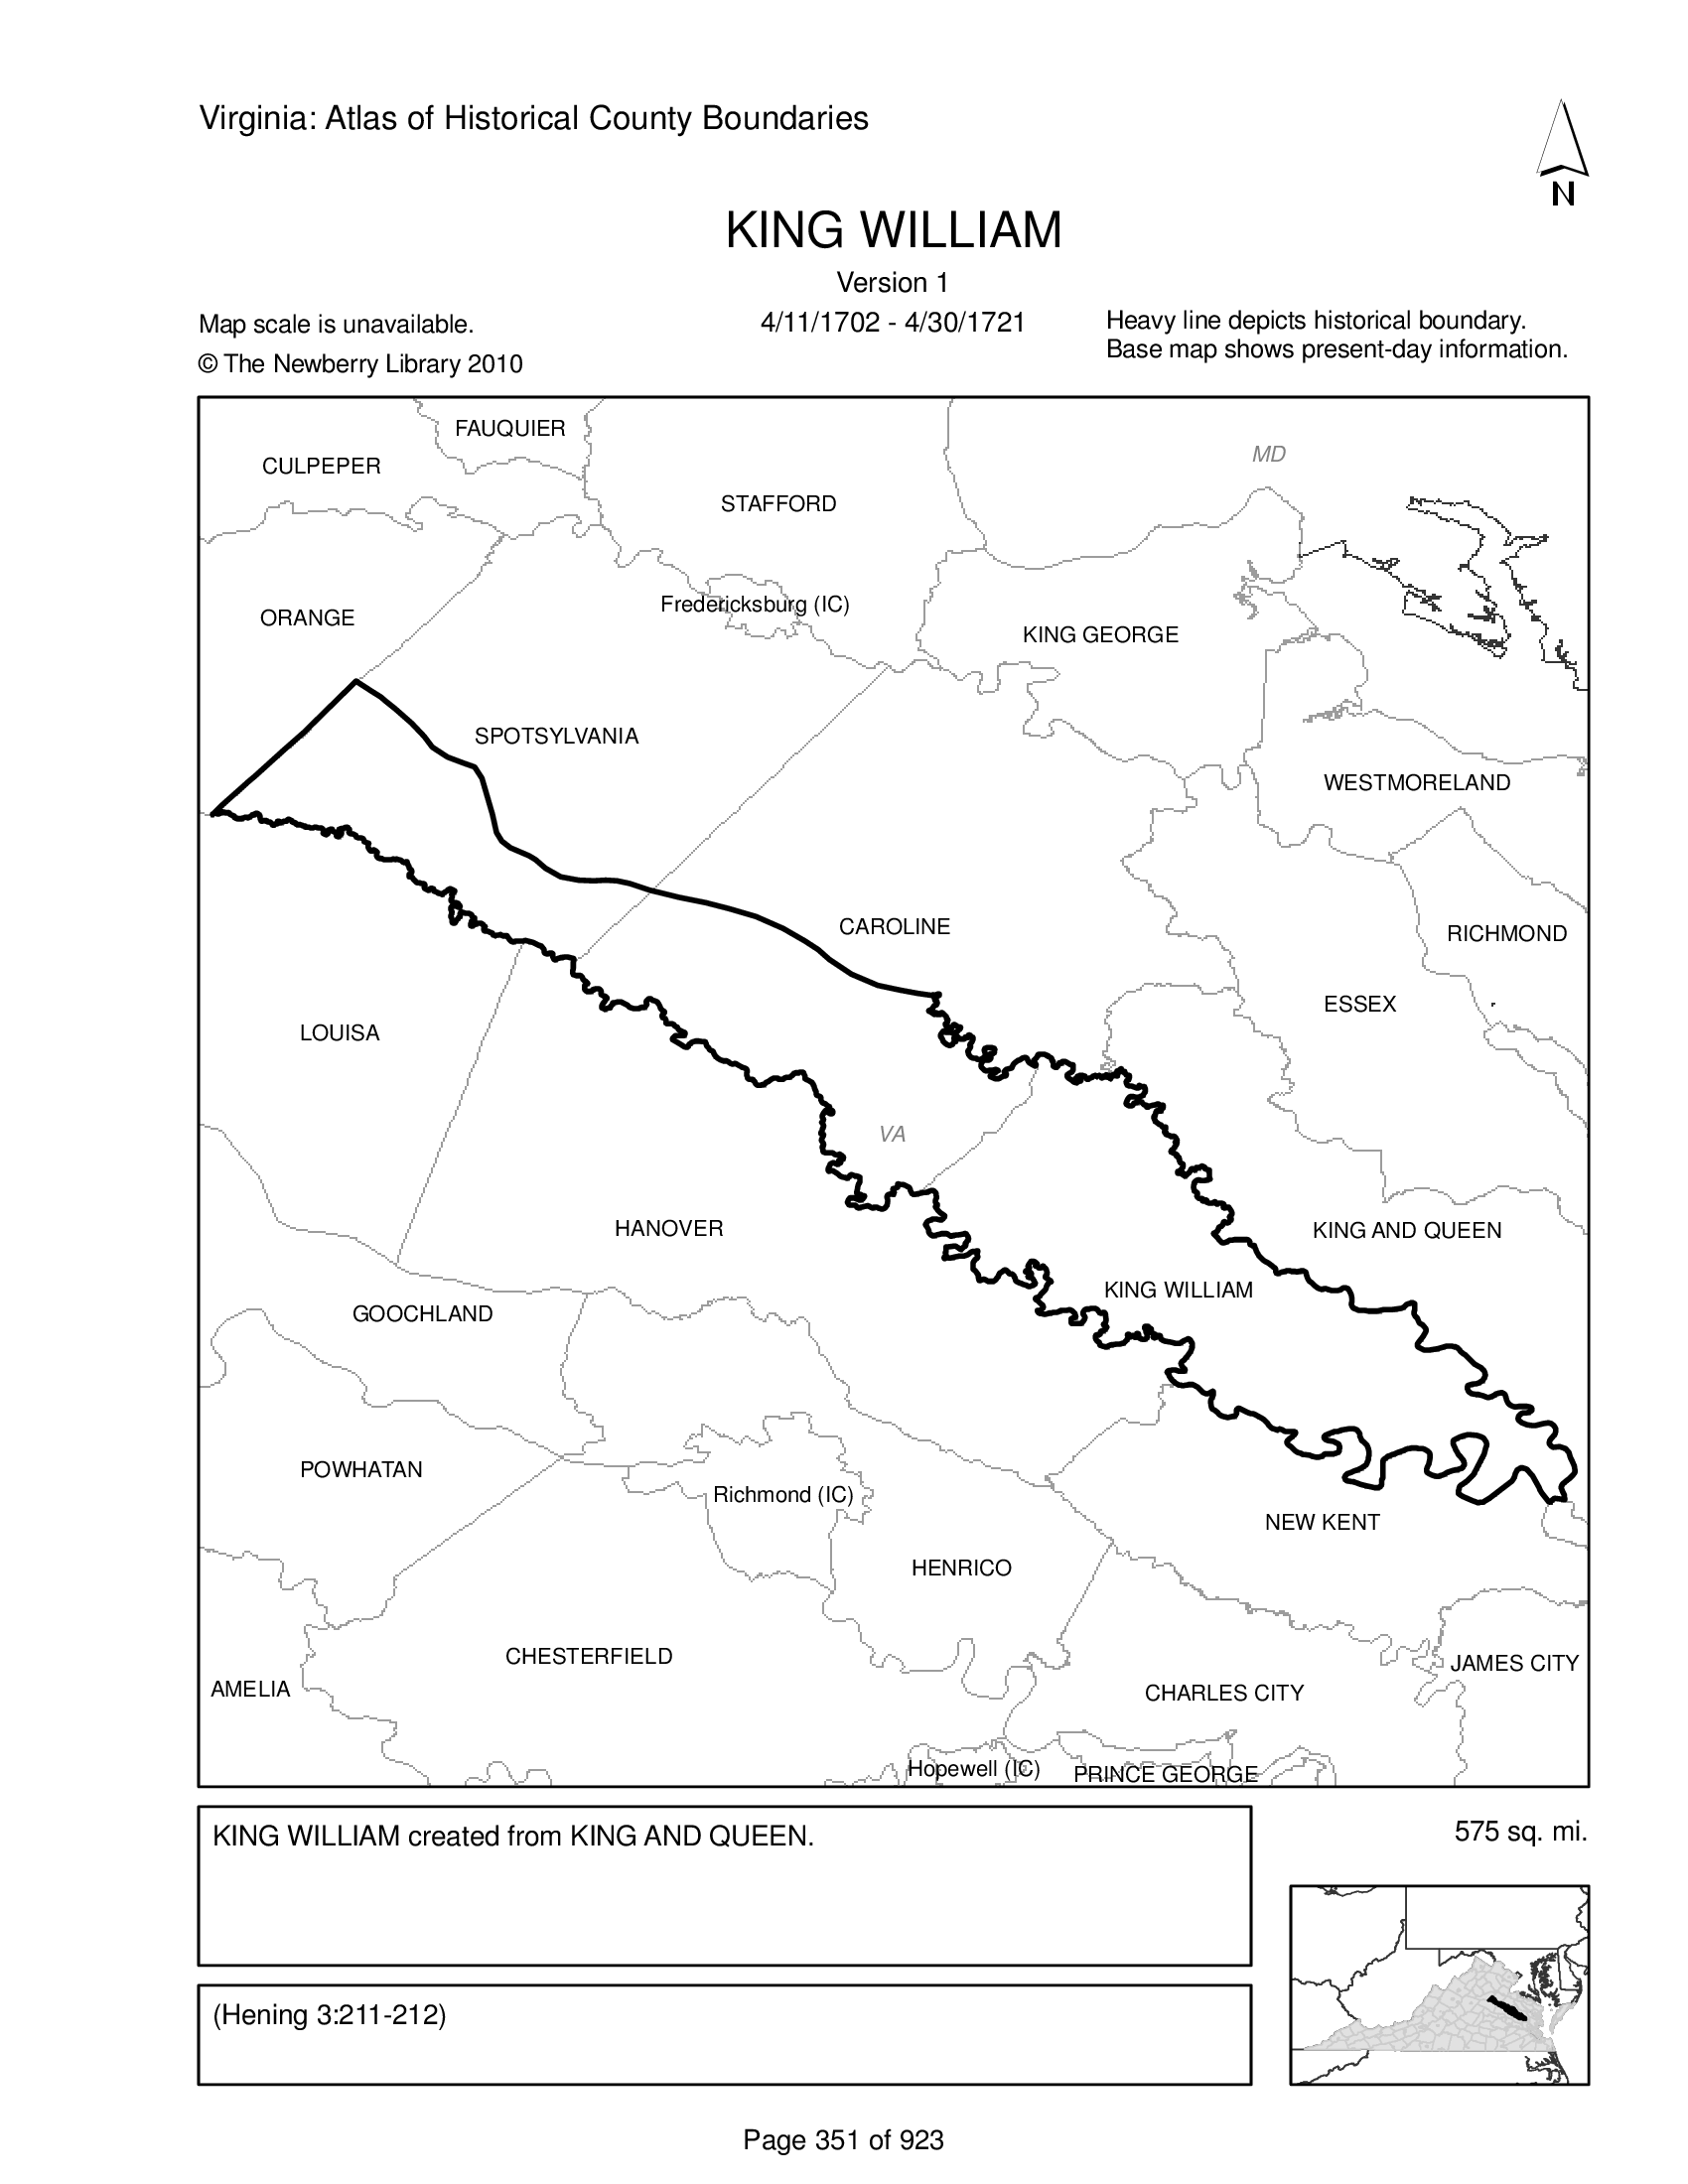 Virginia: Atlas of Historical County Boundaries
N
KING WILLIAM
Version 1
4/11/1702 - 4/30/1721
Map scale is unavailable.
© The Newberry Library 2010
Heavy line depicts historical boundary.
Base map shows present-day information.
FAUQUIER
CULPEPER
MD
STAFFORD
Fredericksburg (IC)
ORANGE
KING GEORGE
SPOTSYLVANIA
WESTMORELAND
CAROLINE
RICHMOND
ESSEX
LOUISA
VA
HANOVER
KING AND QUEEN
KING WILLIAM
GOOCHLAND
POWHATAN
Richmond (IC)
NEW KENT
HENRICO
CHESTERFIELD
JAMES CITY
AMELIA
CHARLES CITY
Hopewell (IC)
PRINCE GEORGE
KING WILLIAM created from KING AND QUEEN.
575 sq. mi.
(Hening 3:211-212)
Page 351 of 923